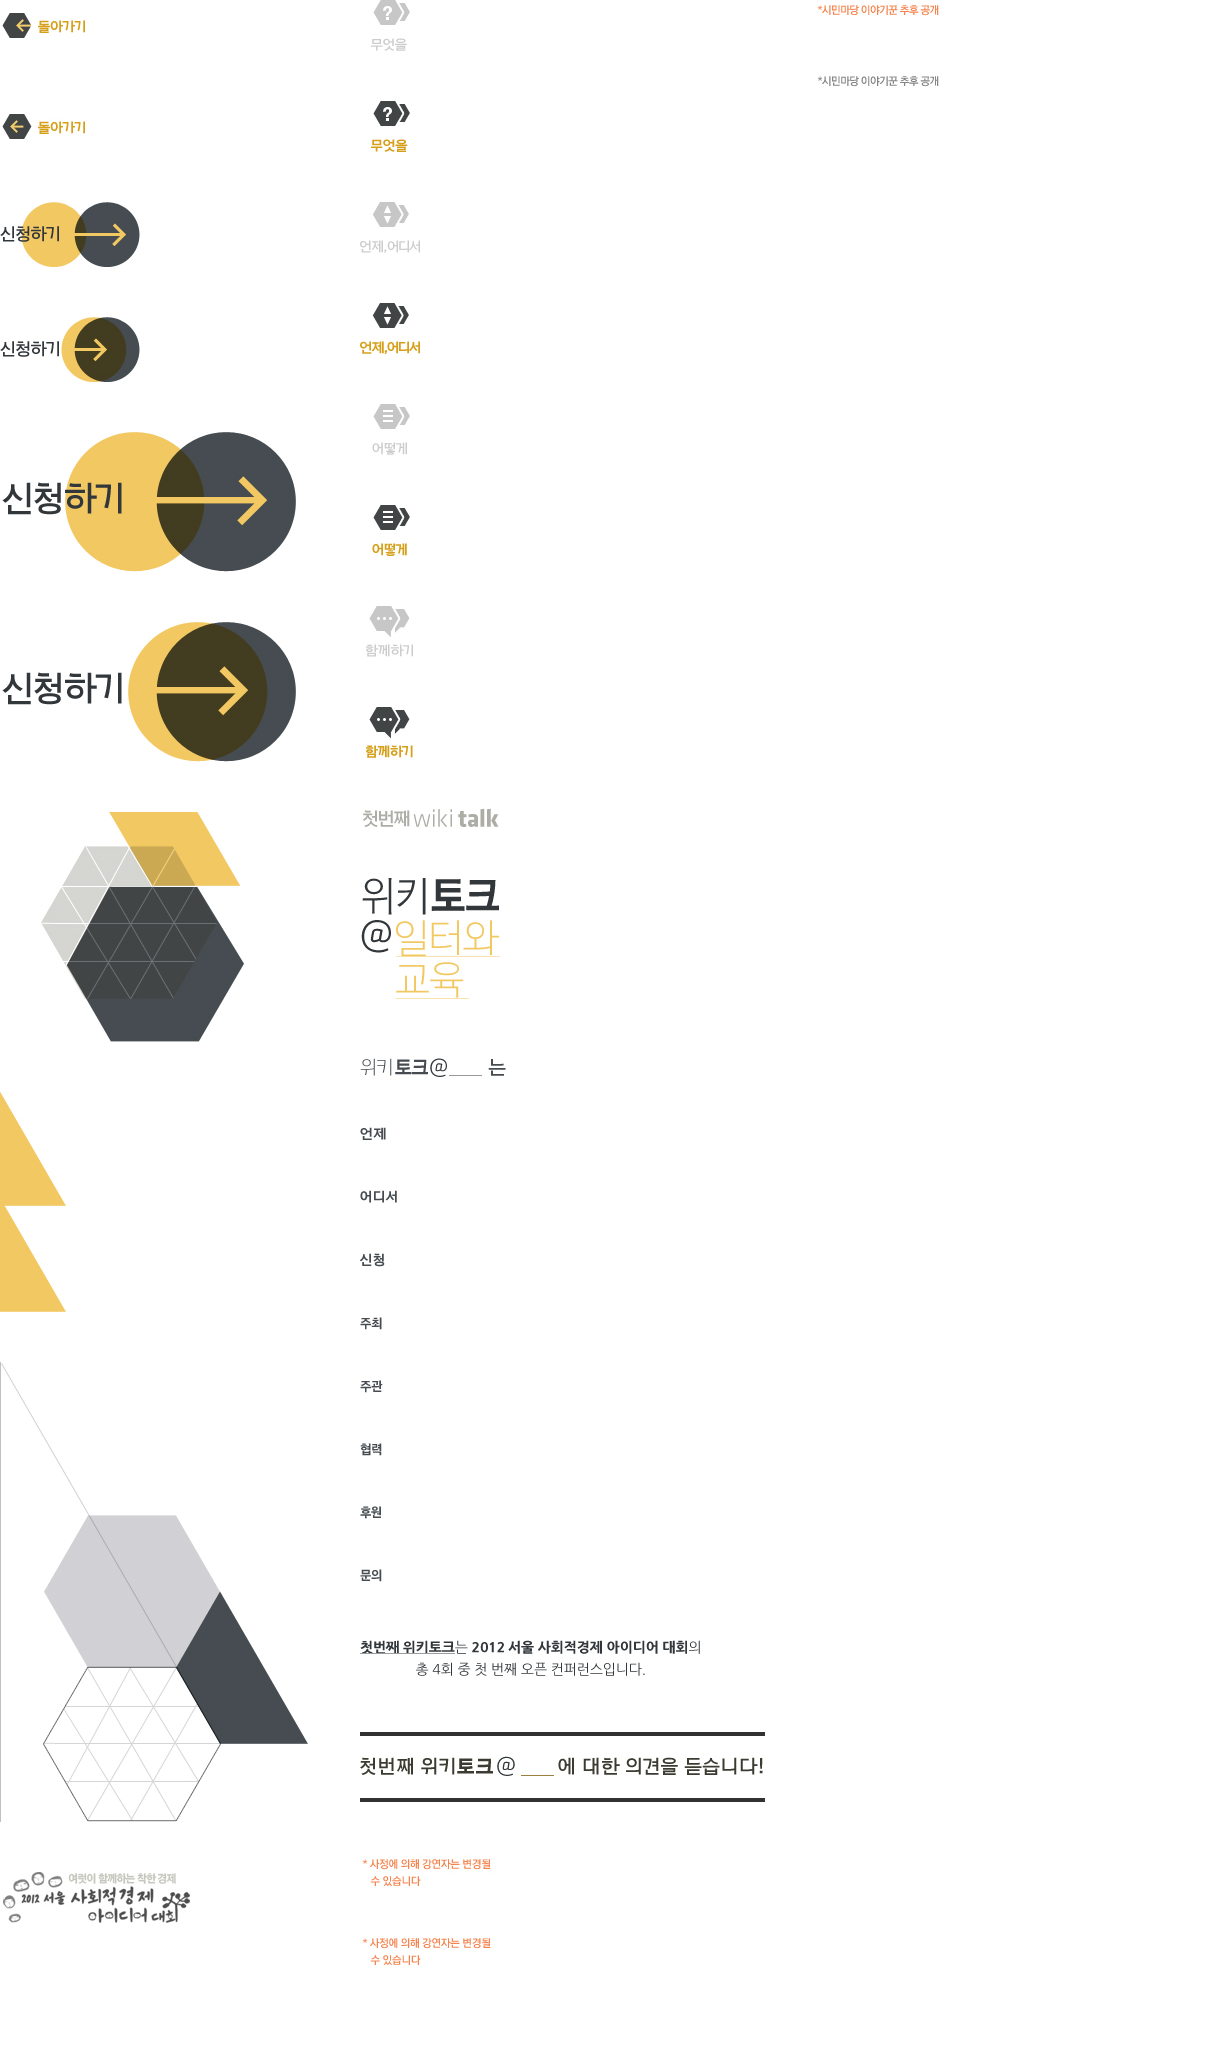 돌아가기
돌아가기
신청하기
신청하기
신청하기
신청하기
여럿이 함께하는 착한 경제
2012 서울 사회적경제
아이디어 대회
?
무엇을
?
무엇을
언제,어디서
언제,어디서
어떻게
어떻게
함께하기
함께하기
첫번째 wiki talk
위키토크
@일터와
교육
위키토크@____ 는
언제
어디서
신청
주최
주관
협력
후원
문의
첫번째 위키토크는 2012 서울 사회적경제 아이디어 대회의
총 4회 중 첫 번째 오픈 컨퍼런스입니다.
첫번째 위키토크@____에 대한 의견을 듣습니다!
* 사정에 의해 강연자는 변경될
수 있습니다
* 사정에 의해 강연자는 변경될
수 있습니다
*시민마당 이야기꾼 추후 공개
*시민마당 이야기꾼 추후 공개